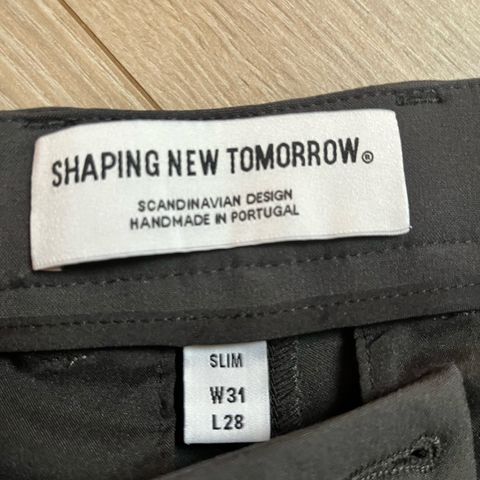 SHAPING NEW TOMORROW®
SCANDINAVIAN DESIGN
HANDMADE IN PORTUGAL
SLIM
W31
L28